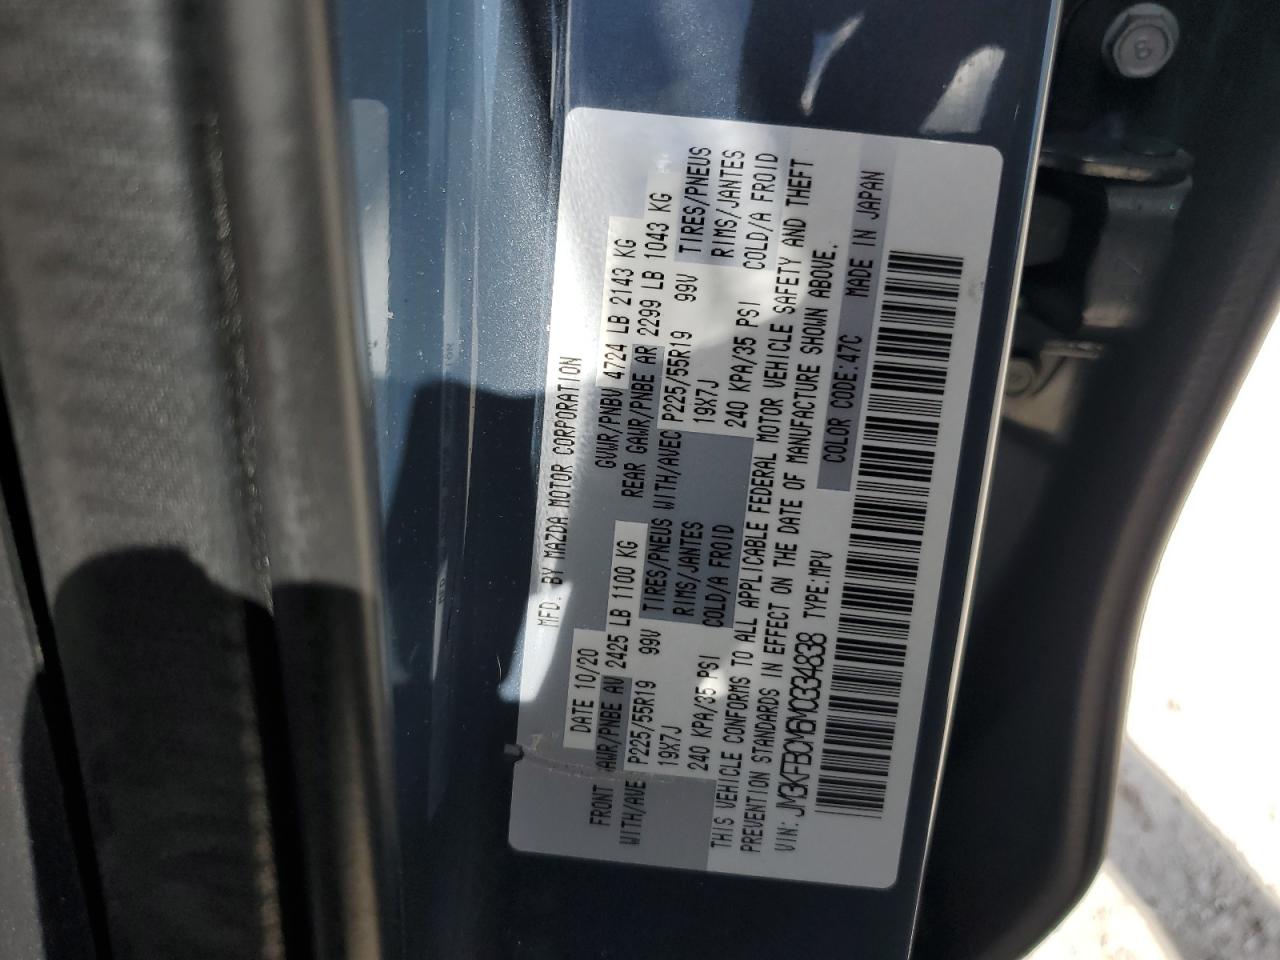 MFD. BY MAZDA MOTOR CORPORATION
DATE 10/20 GVWR/PNBV 4724 LB 2143 KG
FRONT GAWR/PNBE AV 2425 LB 1100 KG REAR GAWR/PNBE AR 2299 LB 1043 KG
WITH/AVEC P225/55R19 99V TIRES/PNEUS WITH/AVEC P225/55R19 99V TIRES/PNEUS
19X7J RIMS/JANTES 19X7J RIMS/JANTES
240 KPA/35 PSI COLD/A FROID 240 KPA/35 PSI COLD/A FROID
THIS VEHICLE CONFORMS TO ALL APPLICABLE FEDERAL MOTOR VEHICLE SAFETY AND THEFT
PREVENTION STANDARDS IN EFFECT ON THE DATE OF MANUFACTURE SHOWN ABOVE.
VIN: JM3KFBCM6M0334838 TYPE:MPV COLOR CODE:47C MADE IN JAPAN
8